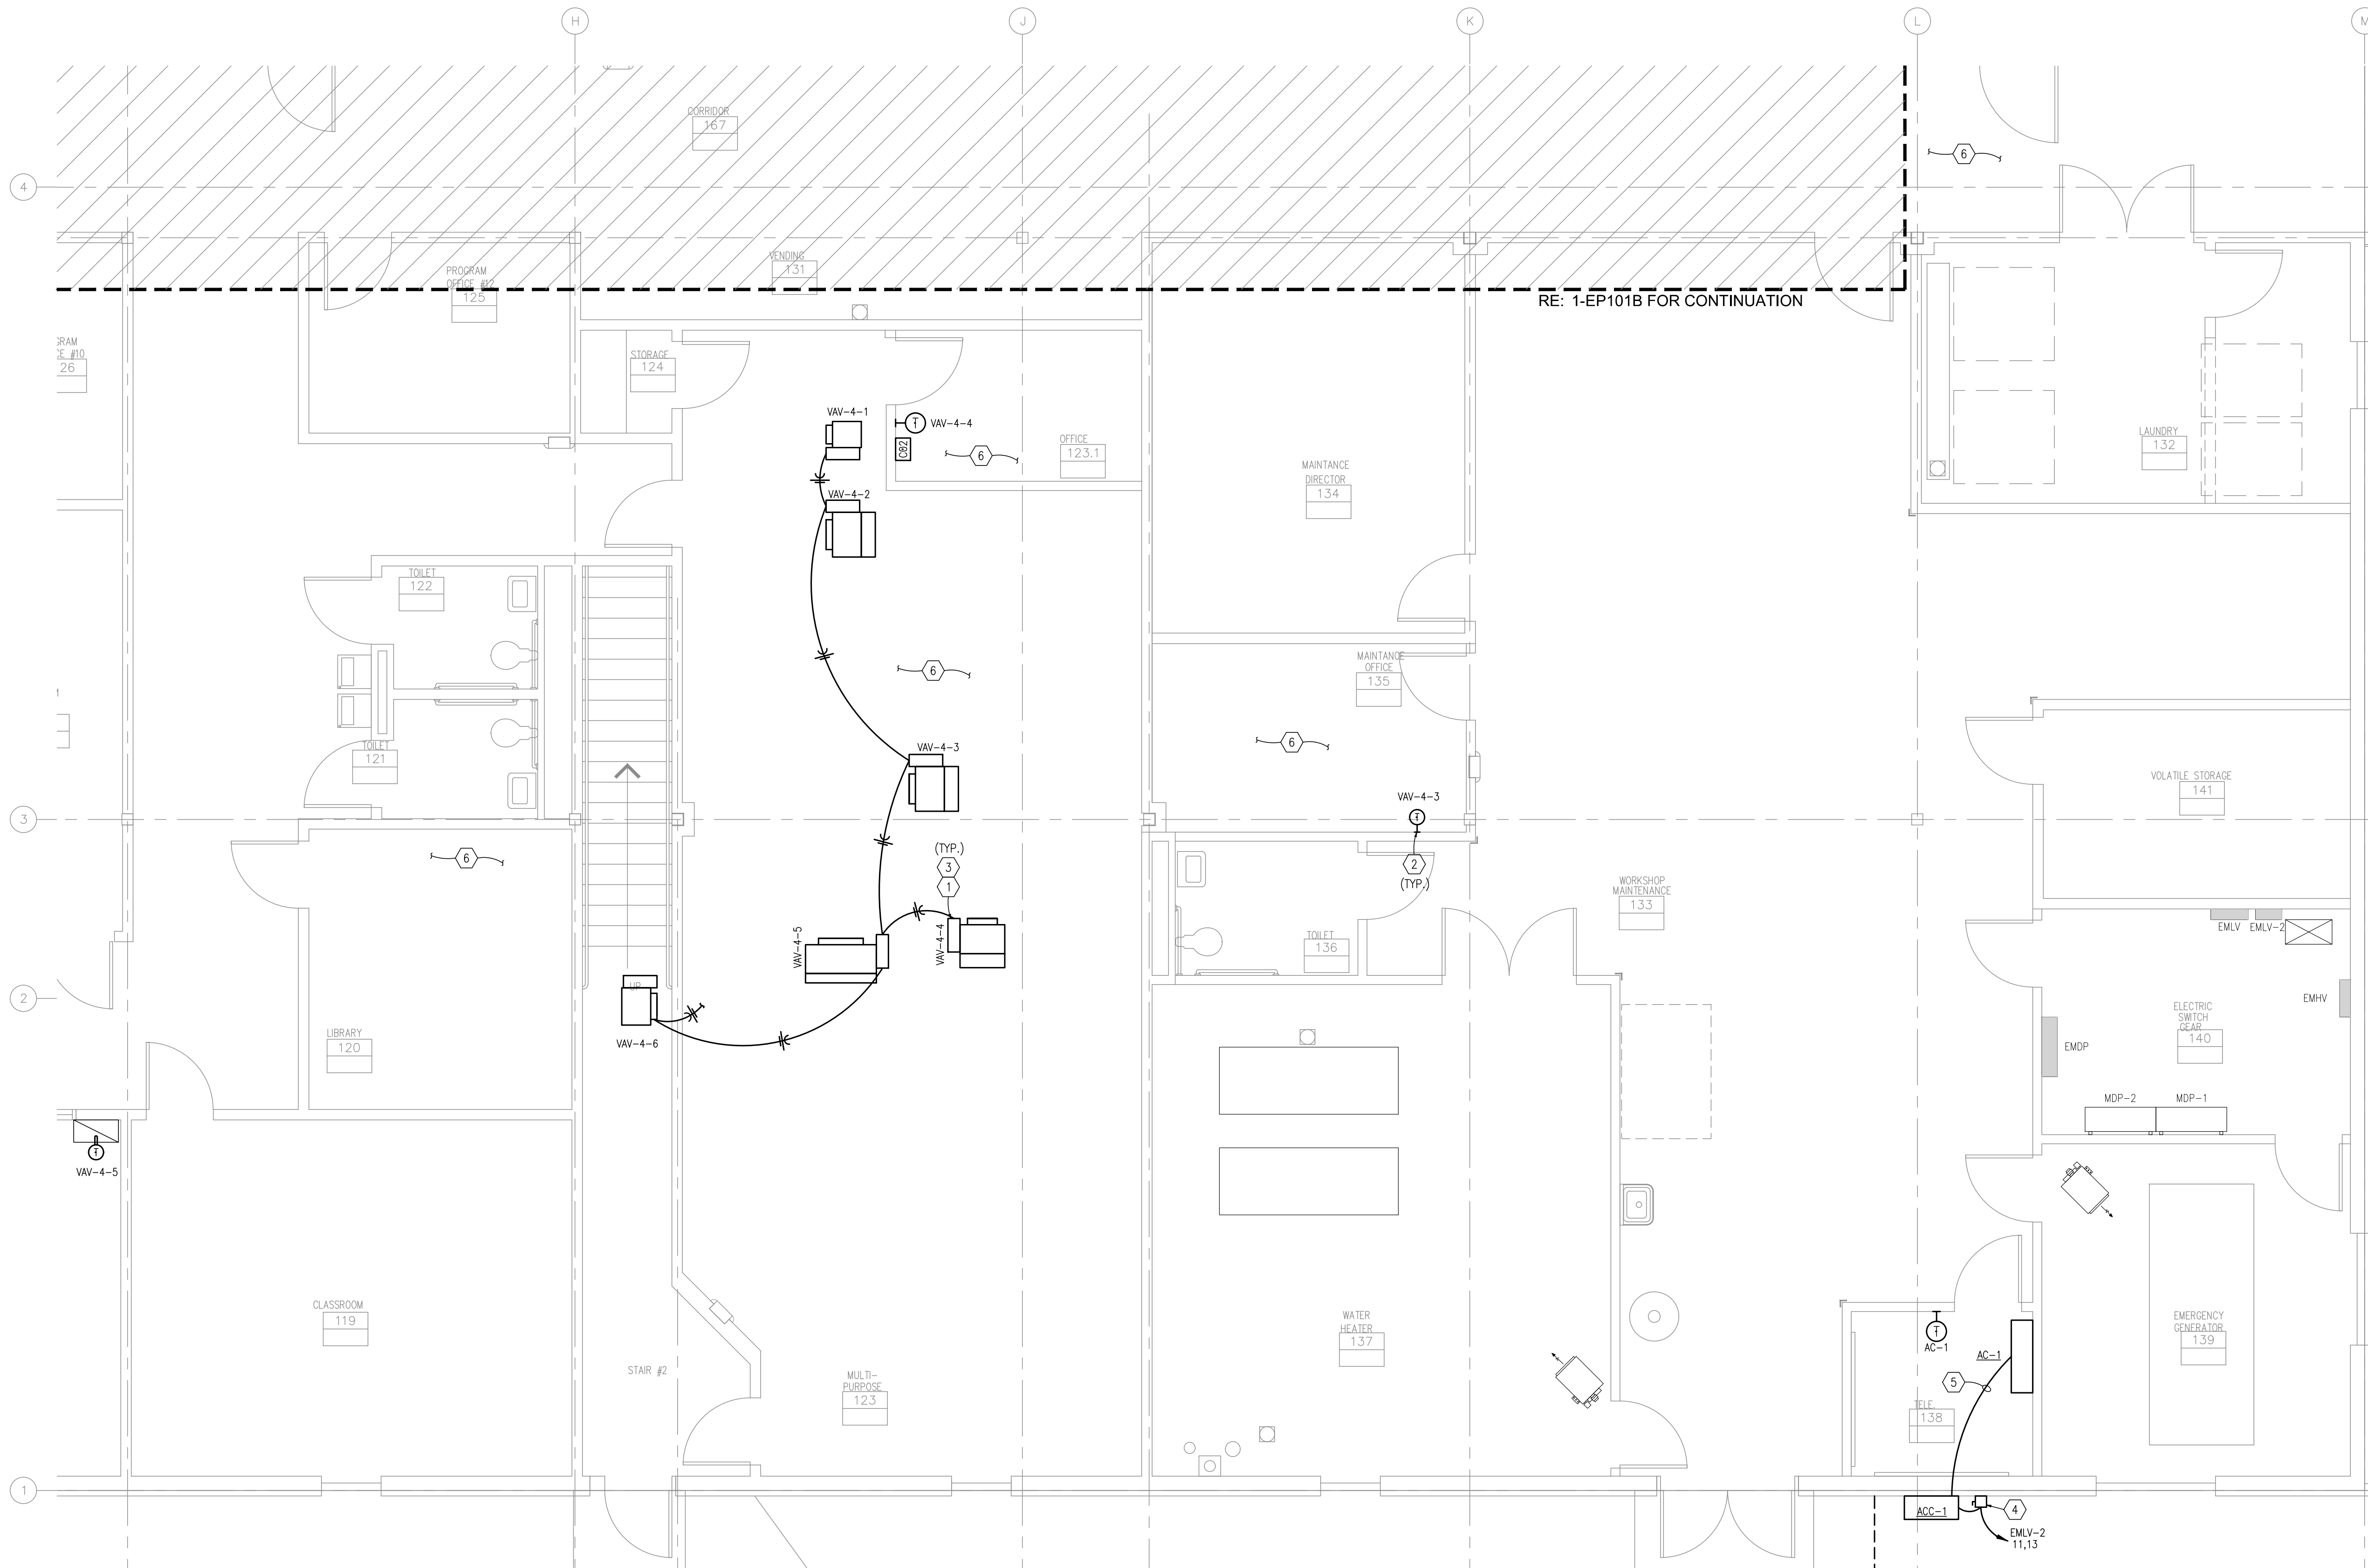 H
J
K
L
M
CORRIDOR
167
6
4
VENDING
131
PROGRAM
OFFICE #12
125
RE: 1-EP101B FOR CONTINUATION
GRAM
CE #10
26
STORAGE
124
VAV-4-1
T
VAV-4-4
C02
6
OFFICE
123.1
LAUNDRY
132
MAINTANCE
DIRECTOR
134
VAV-4-2
TOILET
122
6
MAINTANCE
OFFICE
135
6
TOILET
121
VAV-4-3
VOLATILE STORAGE
141
VAV-4-3
T
3
6
(TYP.)
3
1
2
(TYP.)
WORKSHOP
MAINTENANCE
133
EMLV
EMLV-2
VAV-4-5
VAV-4-4
TOILET
136
UP
2
EMHV
ELECTRIC
SWITCH
GEAR
140
LIBRARY
120
VAV-4-6
EMDP
MDP-2
MDP-1
T
VAV-4-5
CLASSROOM
119
WATER
HEATER
137
EMERGENCY
GENERATOR
139
T
AC-1
AC-1
STAIR #2
MULTI-
PURPOSE
123
5
TELE.
138
1
ACC-1
4
EMLV-2
11,13